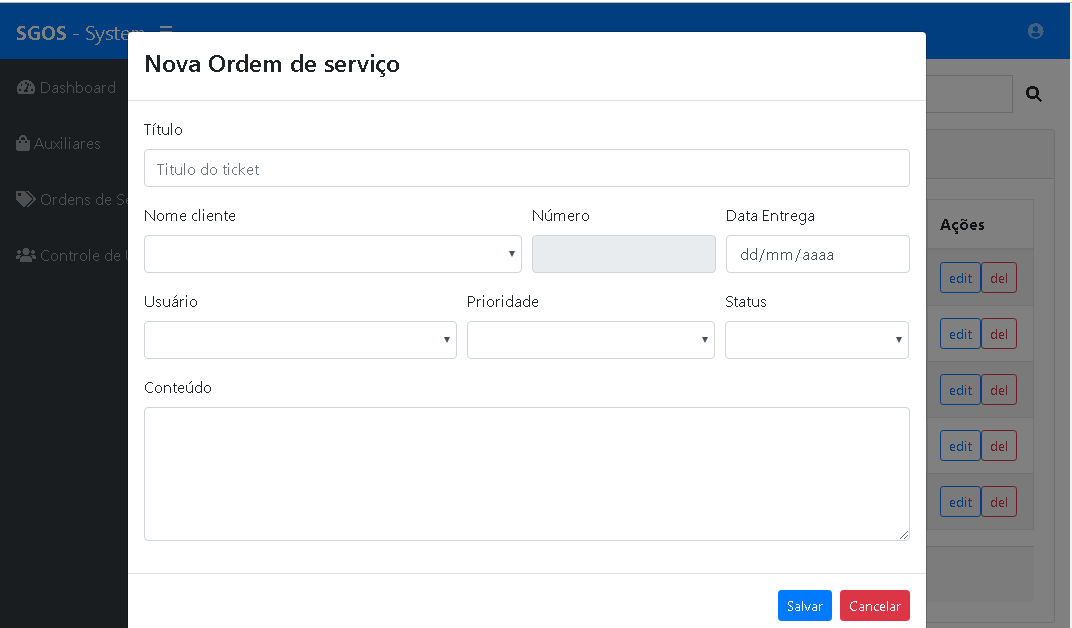 SGOS - System
Nova Ordem de serviço
Dashboard
Título
Auxiliares
Titulo do ticket
Ordens de
Nome cliente
Número
Data Entrega
Ações
Controle de
dd/mm/aaaa
edit del
Usuário
Prioridade
Status
edit del
Conteúdo
edit del
edit del
edit del
Salvar
Cancelar